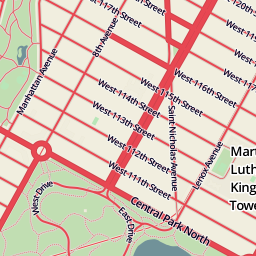 West 117th Street
8th Avenue
120th
West 118th Street
West 116th Street
West 115th Street
West 114th Street
West 113th Street
West 112th Street
West 111th Street
Manhattan Avenue
Saint Nicholas Avenue
Lenox Avenue
West Drive
East Drive
Central Park North
Mart
Luth
King
Towe